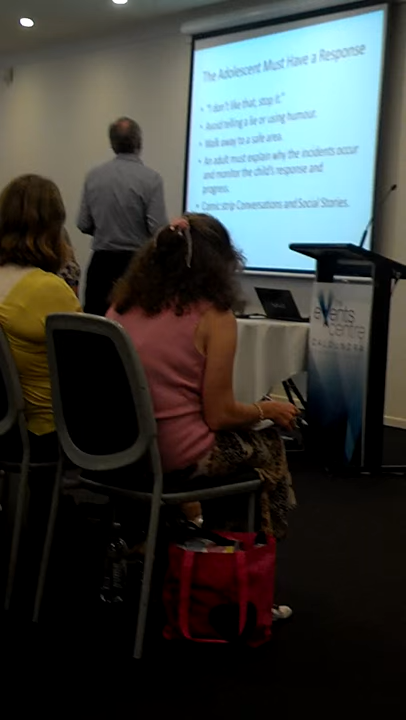 The Adolescent Must Have a Response
"I don't like that, stop it."
Avoid telling a lie or using humour.
Walk away to a safe area.
An adult must explain why the incidents occur
and monitor the child's response and
progress.
Comic strip Conversations and Social Stories.
the
events
centre
CALOUNDRA